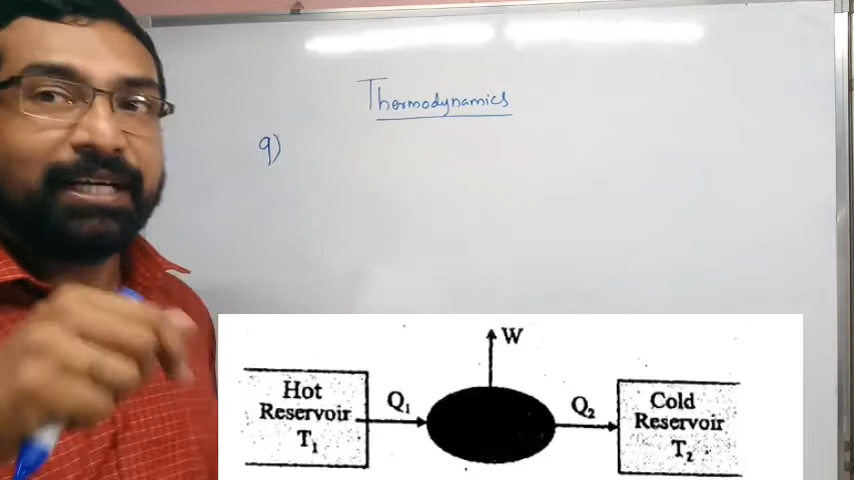 Thermodynamics
9)
W
Hot
Reservoir
T₁
Q₁
Q₂
Cold
Reservoir
T₂